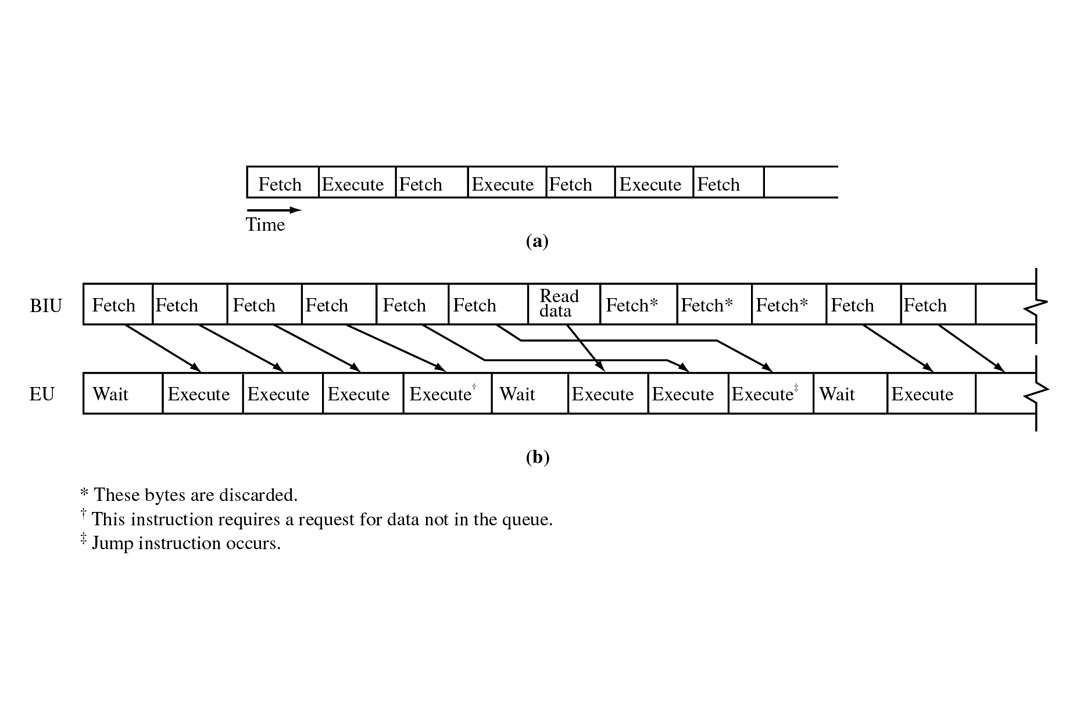 Fetch Execute Fetch Execute Fetch Execute Fetch
Time
(a)
BIU Fetch Fetch Fetch Fetch Fetch Fetch Read data Fetch* Fetch* Fetch* Fetch Fetch
EU Wait Execute Execute Execute Execute† Wait Execute Execute Execute‡ Wait Execute
(b)
* These bytes are discarded.
† This instruction requires a request for data not in the queue.
‡ Jump instruction occurs.